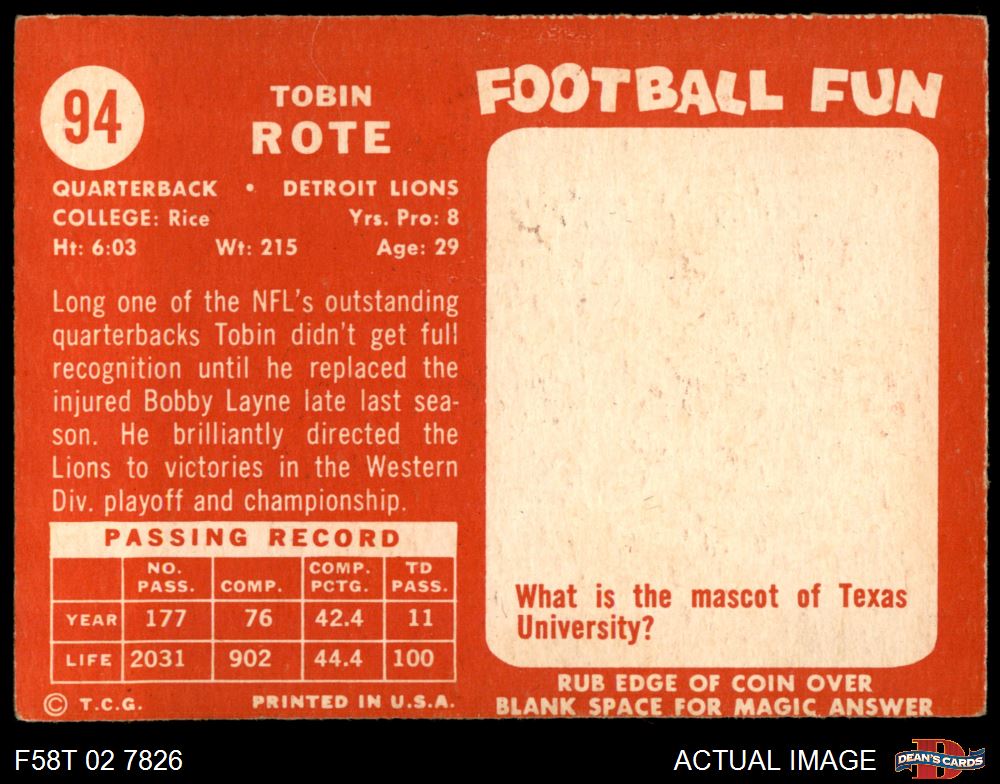 BLANK SPACE FOR MAGIC ANSWER
94
TOBIN
ROTE
QUARTERBACK • DETROIT LIONS
COLLEGE: Rice Yrs. Pro: 8
Ht: 6:03 Wt: 215 Age: 29
Long one of the NFL's outstanding
quarterbacks Tobin didn't get full
recognition until he replaced the
injured Bobby Layne late last sea-
son. He brilliantly directed the
Lions to victories in the Western
Div. playoff and championship.
PASSING RECORD
NO. PASS. COMP. COMP. PCTG. TD PASS.
YEAR 177 76 42.4 11
LIFE 2031 902 44.4 100
© T.C.G. PRINTED IN U.S.A.
FOOTBALL FUN
What is the mascot of Texas
University?
RUB EDGE OF COIN OVER
BLANK SPACE FOR MAGIC ANSWER
F58T 02 7826
ACTUAL IMAGE
D
DEAN'S CARDS